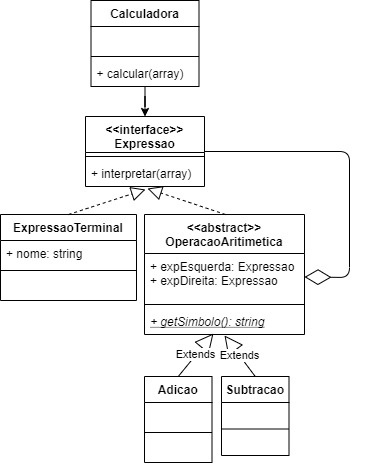 Calculadora
+ calcular(array)
<<interface>>
Expressao
+ interpretar(array)
ExpressaoTerminal
+ nome: string
<<abstract>>
OperacaoAritimetica
+ expEsquerda: Expressao
+ expDireita: Expressao
+ getSimbolo(): string
Extends
Extends
Adicao
Subtracao